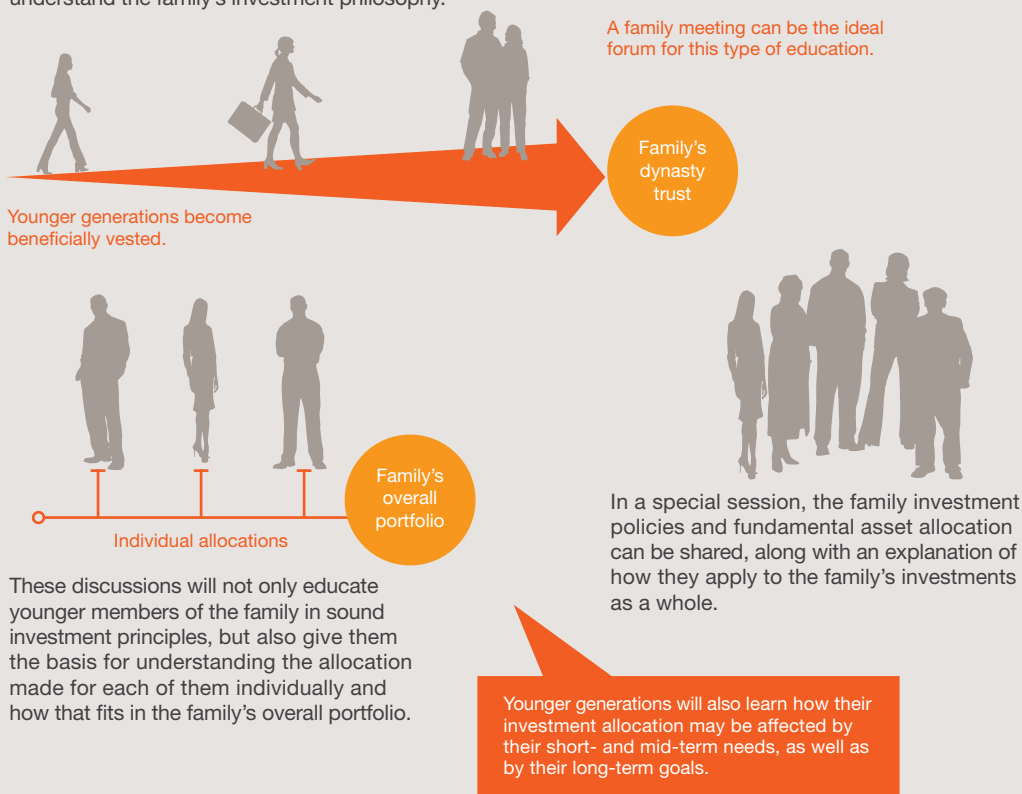 understand the family's investment philosophy.
A family meeting can be the ideal
forum for this type of education.
Family's
dynasty
trust
Younger generations become
beneficially vested.
Family's
overall
portfolio
Individual allocations
In a special session, the family investment
policies and fundamental asset allocation
can be shared, along with an explanation of
how they apply to the family's investments
as a whole.
These discussions will not only educate
younger members of the family in sound
investment principles, but also give them
the basis for understanding the allocation
made for each of them individually and
how that fits in the family's overall portfolio.
Younger generations will also learn how their
investment allocation may be affected by
their short- and mid-term needs, as well as
by their long-term goals.